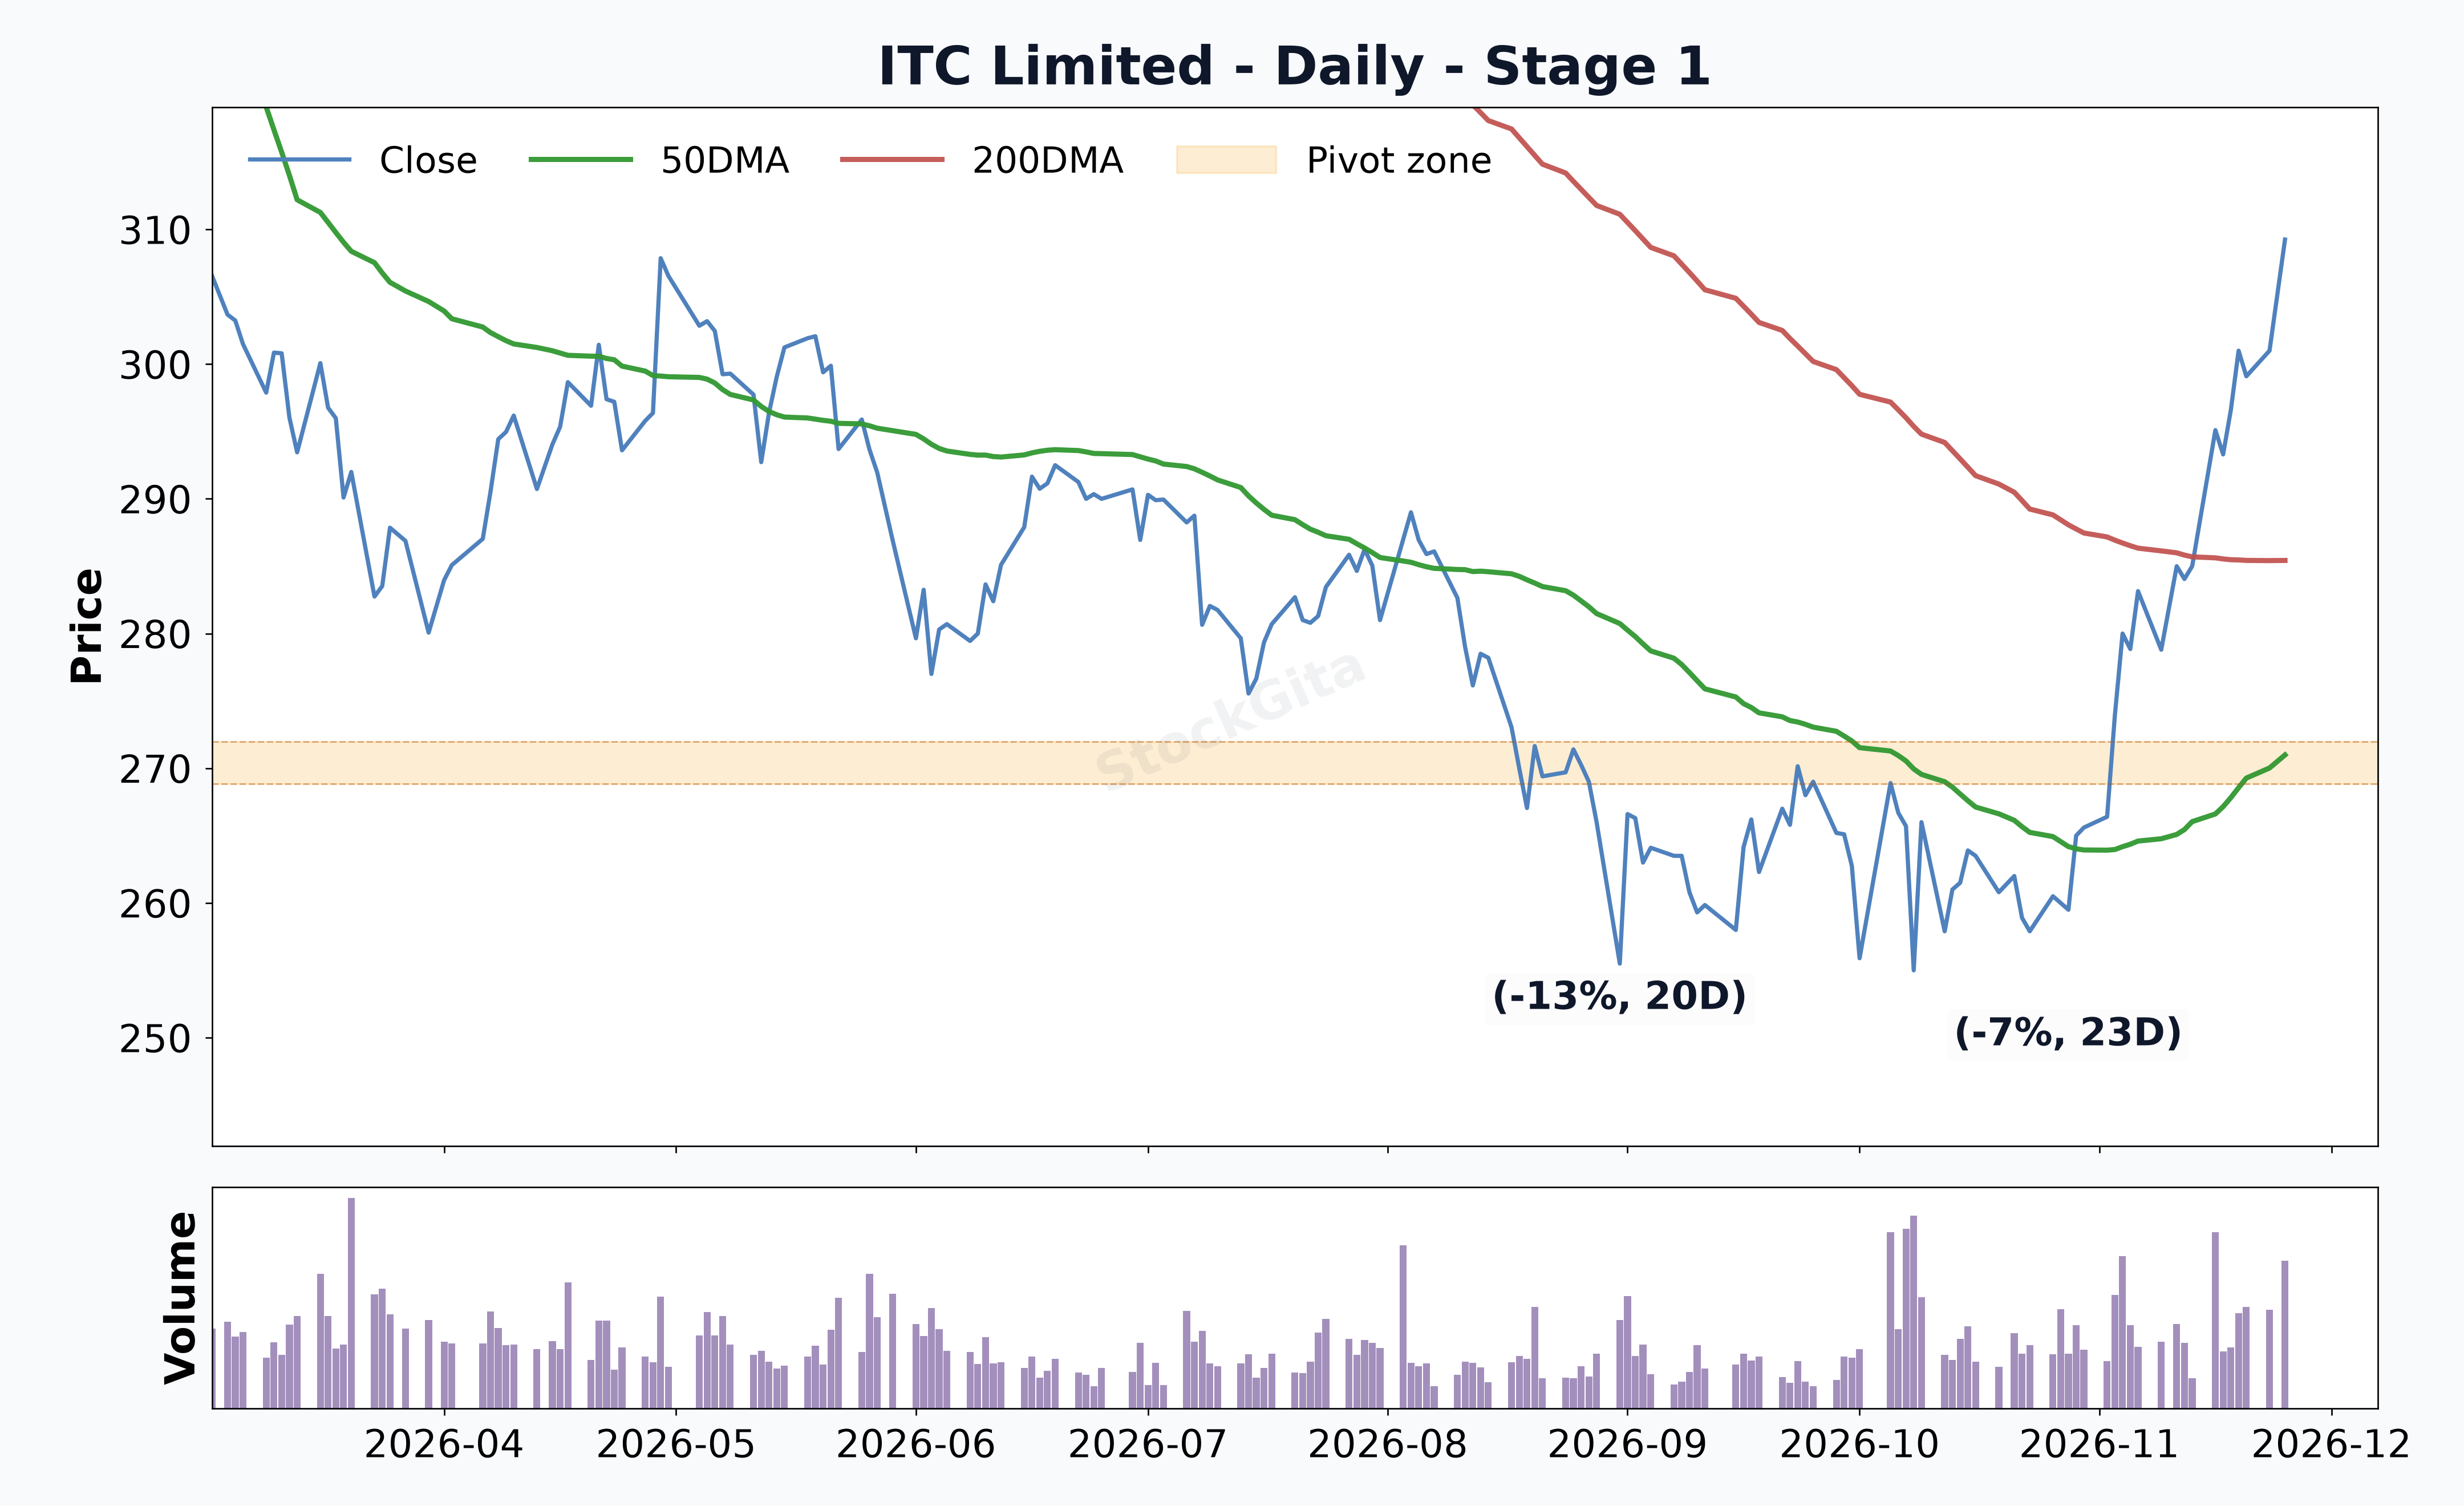 ITC Limited - Daily - Stage 1
Close 50DMA 200DMA Pivot zone
310
300
290
280
270
260
250
Price
StockGita
(-13%, 20D)
(-7%, 23D)
Volume
2026-04 2026-05 2026-06 2026-07 2026-08 2026-09 2026-10 2026-11 2026-12